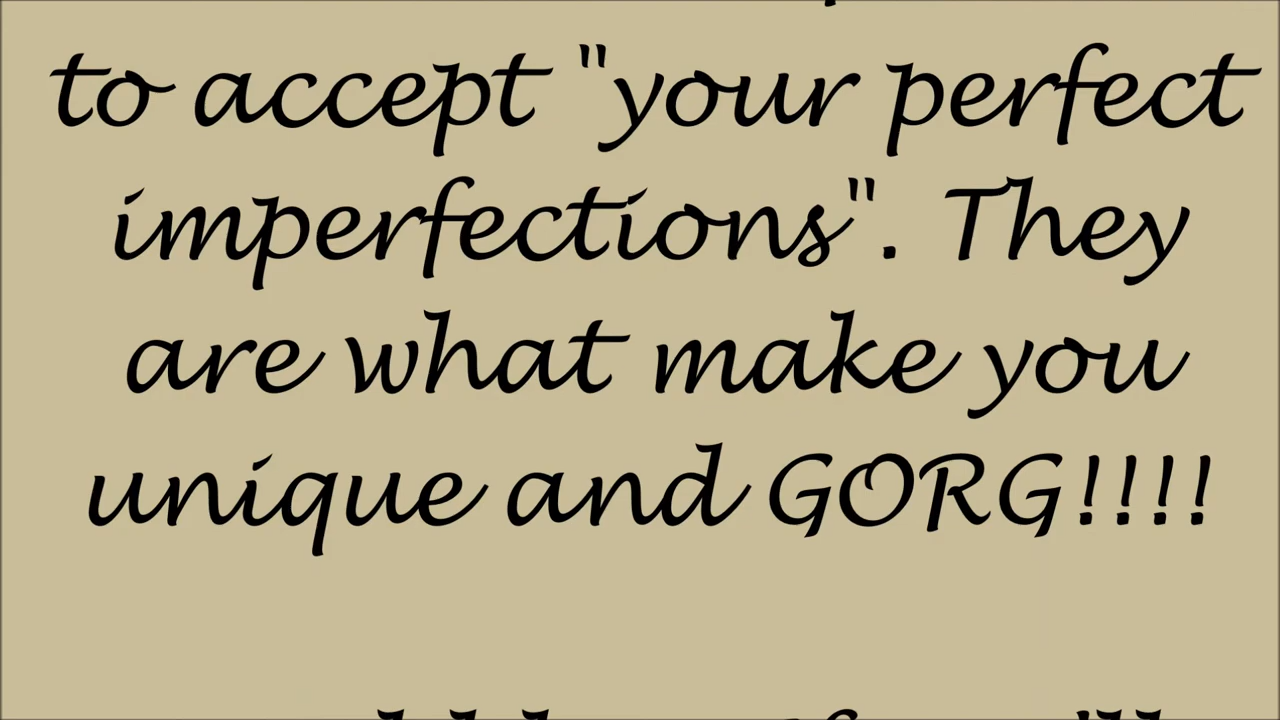 to accept "your perfect
imperfections". They
are what make you
unique and GORG!!!!